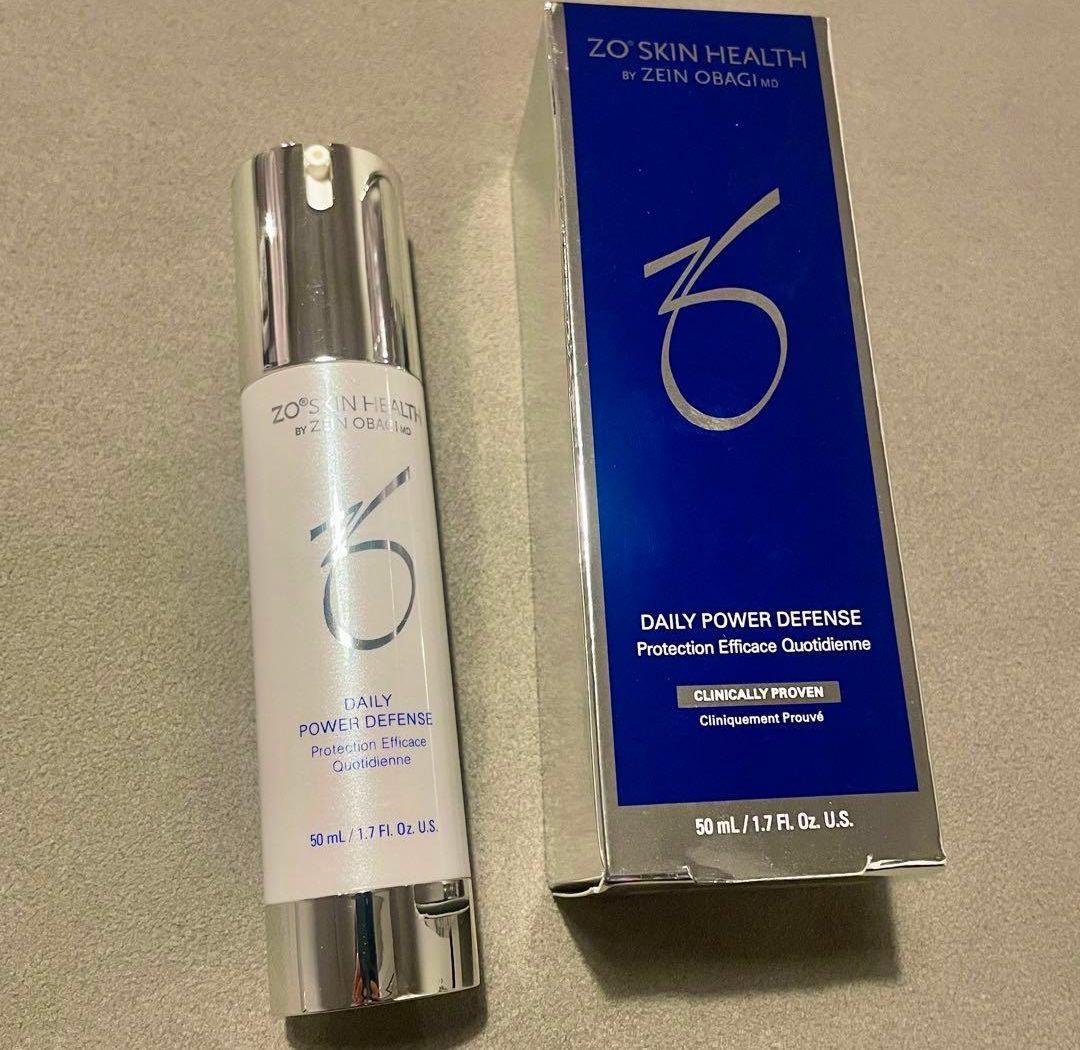 ZO® SKIN HEALTH
BY ZEIN OBAGI MD
DAILY
POWER DEFENSE
Protection Efficace
Quotidienne
50 mL / 1.7 Fl. Oz. U.S.
ZO® SKIN HEALTH
BY ZEIN OBAGI MD
DAILY POWER DEFENSE
Protection Efficace Quotidienne
CLINICALLY PROVEN
Cliniquement Prouvé
50 mL / 1.7 Fl. Oz. U.S.